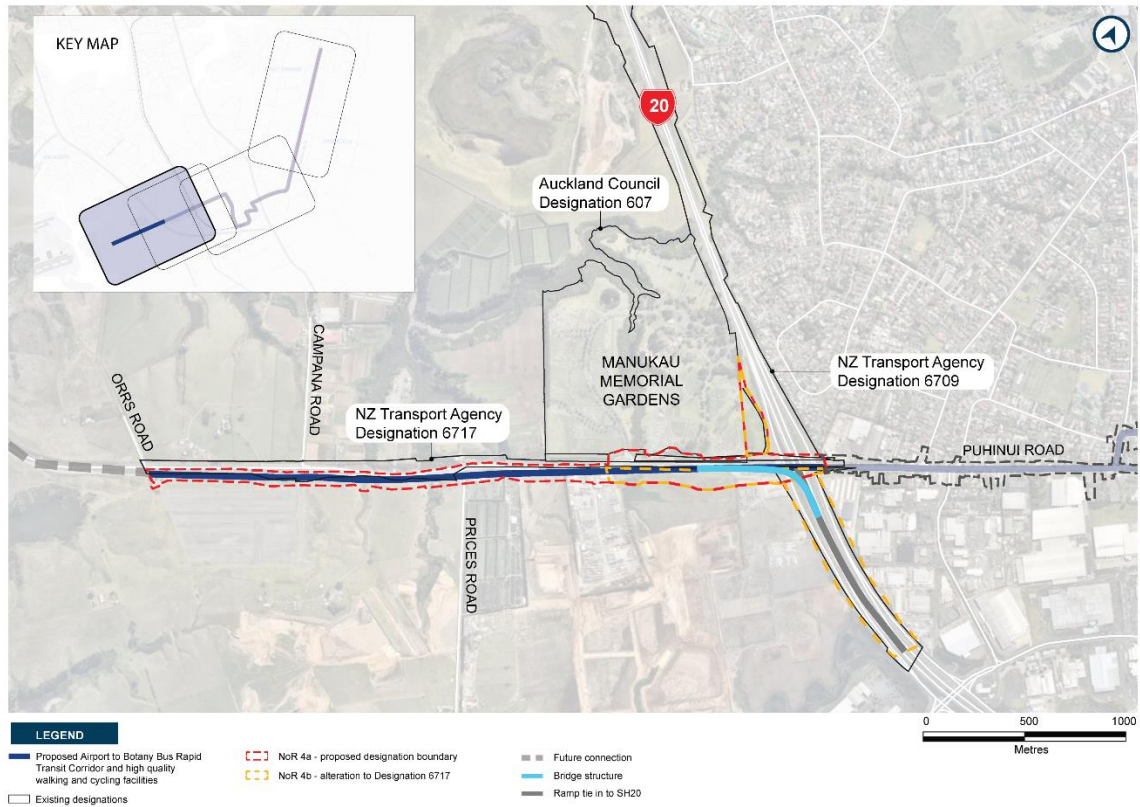 KEY MAP
20
Auckland Council
Designation 607
CAMPANA ROAD
ORRS ROAD
MANUKAU
MEMORIAL
GARDENS
NZ Transport Agency
Designation 6709
NZ Transport Agency
Designation 6717
PUHINUI ROAD
PRICES ROAD
LEGEND
Proposed Airport to Botany Bus Rapid
Transit Corridor and high quality
walking and cycling facilities
Existing designations
NoR 4a - proposed designation boundary
NoR 4b - alteration to Designation 6717
Future connection
Bridge structure
Ramp tie in to SH20
0 500 1000
Metres